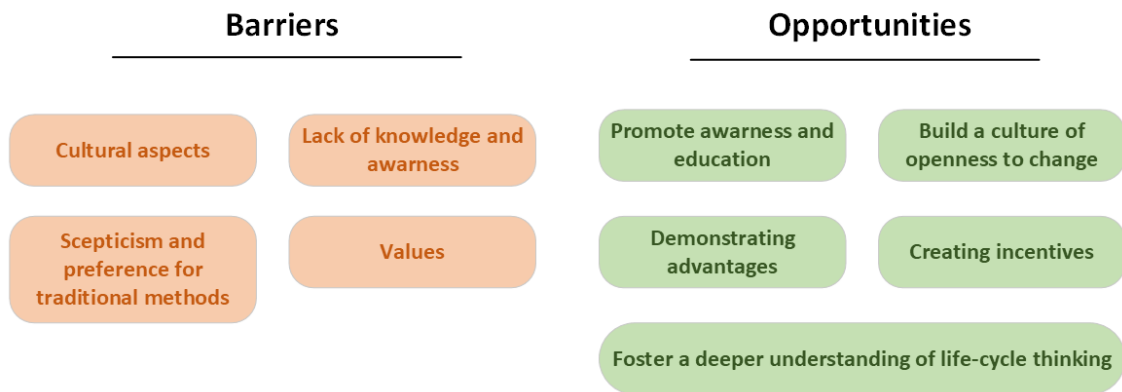 Barriers
Cultural aspects
Lack of knowledge and
awarness
Scepticism and
preference for
traditional methods
Values
Opportunities
Promote awarness and
education
Build a culture of
openness to change
Demonstrating
advantages
Creating incentives
Foster a deeper understanding of life-cycle thinking